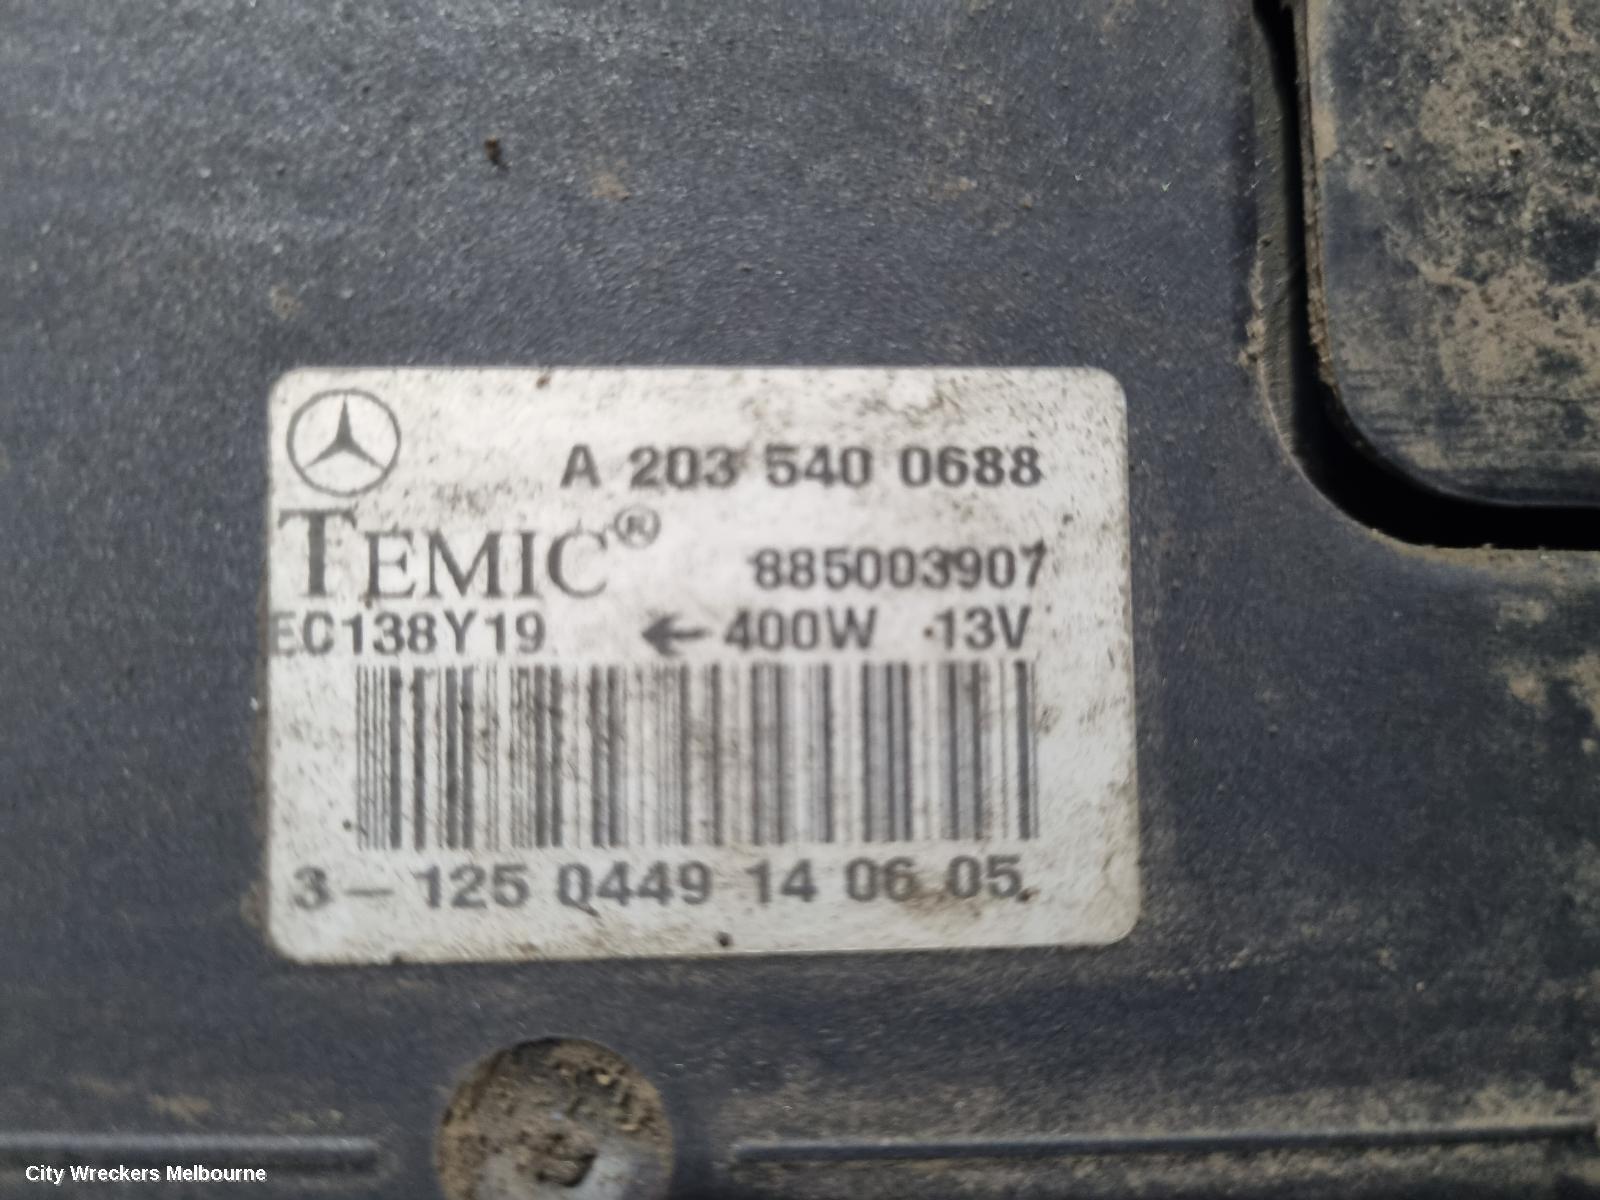 A 203 540 0688
TEMIC®
885003907
EC138Y19 ←400W 13V
3-125 0449 14 06 05
City Wreckers Melbourne